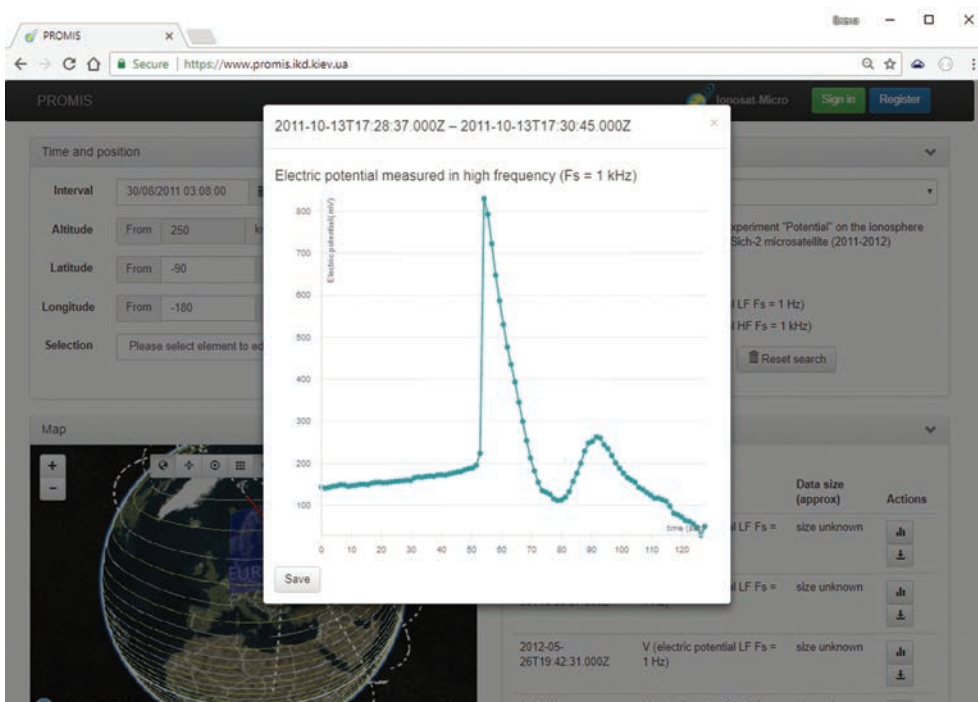 PROMIS
Secure | https://www.promis.ikd.kiev.ua
PROMIS
Ionosat-Micro
Sign in
Register
2011-10-13T17:28:37.000Z – 2011-10-13T17:30:45.000Z
Electric potential measured in high frequency (Fs = 1 kHz)
Electric potential(mV)
800
700
600
500
400
300
200
100
0 10 20 30 40 50 60 70 80 90 100 110 120
Save
Time and position
Interval 30/08/2011 03:08:00
Altitude From 250
Latitude From -90
Longitude From -180
Selection Please select element to
xperiment "Potential" on the ionosphere
Sich-2 microsatellite (2011-2012)
LF Fs = 1 Hz)
HF Fs = 1 kHz)
Reset search
Map
+
-
Data size
(approx) Actions
LF Fs = size unknown
LF Fs = size unknown
2012-05-
26T19:42:31.000Z
V (electric potential LF Fs =
1 Hz)
size unknown